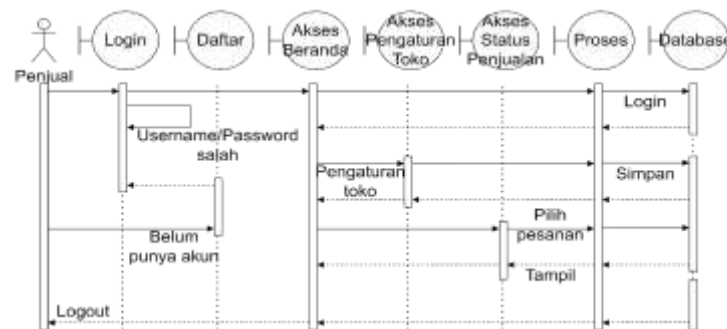 Penjual
Login
Daftar
Akses
Beranda
Akses
Pengaturan
Toko
Akses
Status
Penjualan
Proses
Database
Login
Username/Password
salah
Pengaturan
toko
Simpan
Belum
punya akun
Pilih
pesanan
Tampil
Logout